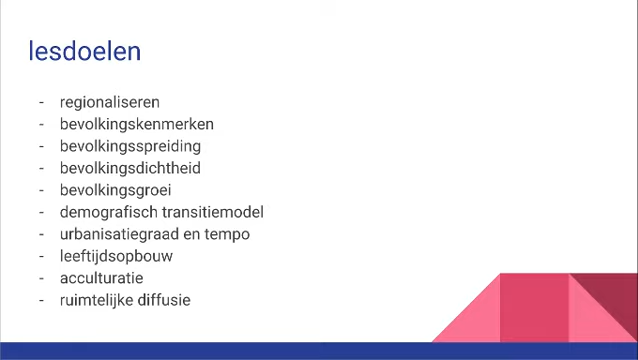 lesdoelen
- regionaliseren
- bevolkingskenmerken
- bevolkingsspreiding
- bevolkingsdichtheid
- bevolkingsgroei
- demografisch transitiemodel
- urbanisatiegraad en tempo
- leeftijdsopbouw
- acculturatie
- ruimtelijke diffusie